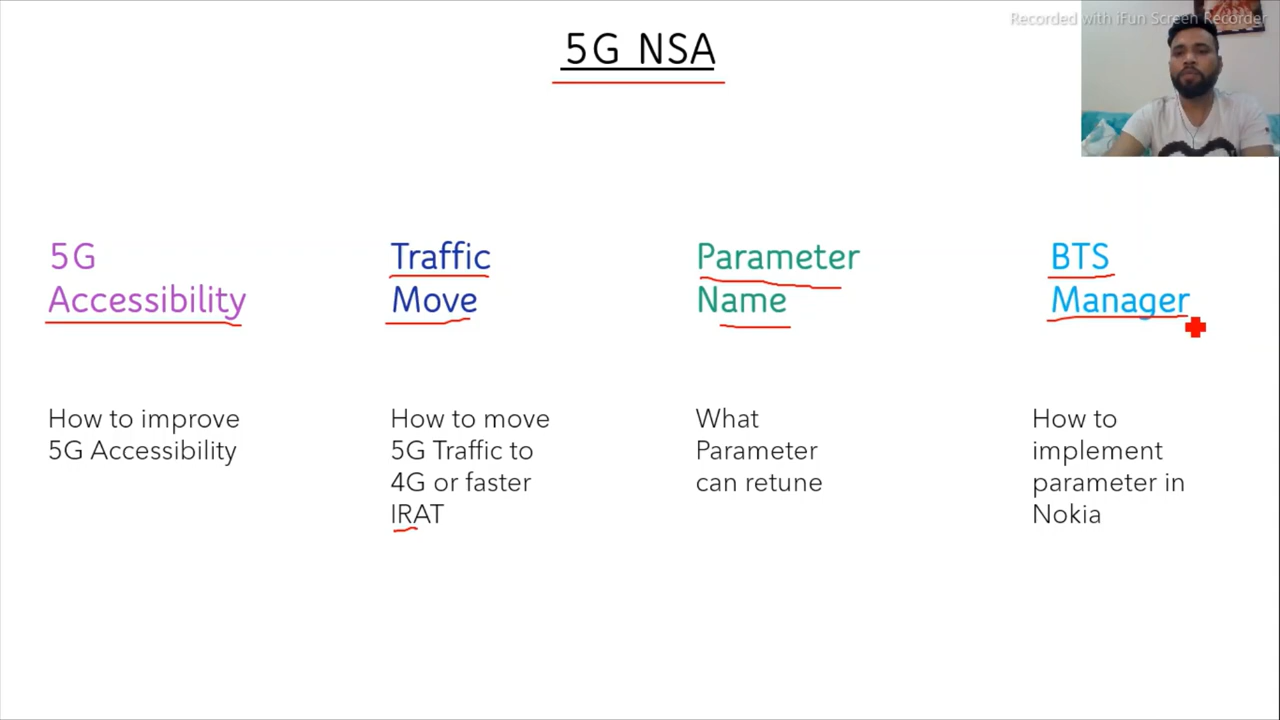 Recorded with iFun Screen Recorder
5G NSA
5G
Accessibility
Traffic
Move
Parameter
Name
BTS
Manager
How to improve
5G Accessibility
How to move
5G Traffic to
4G or faster
IRAT
What
Parameter
can retune
How to
implement
parameter in
Nokia